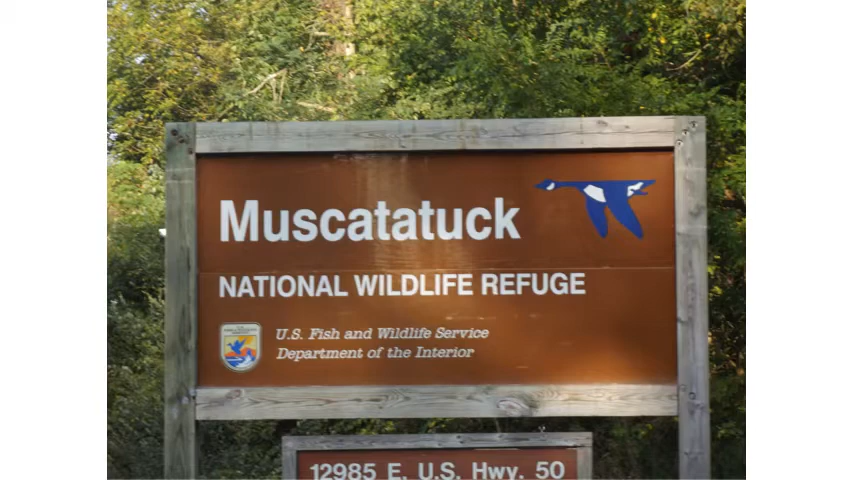 Muscatatuck
NATIONAL WILDLIFE REFUGE
U.S. Fish and Wildlife Service
Department of the Interior
12985 E. U.S. Hwy. 50